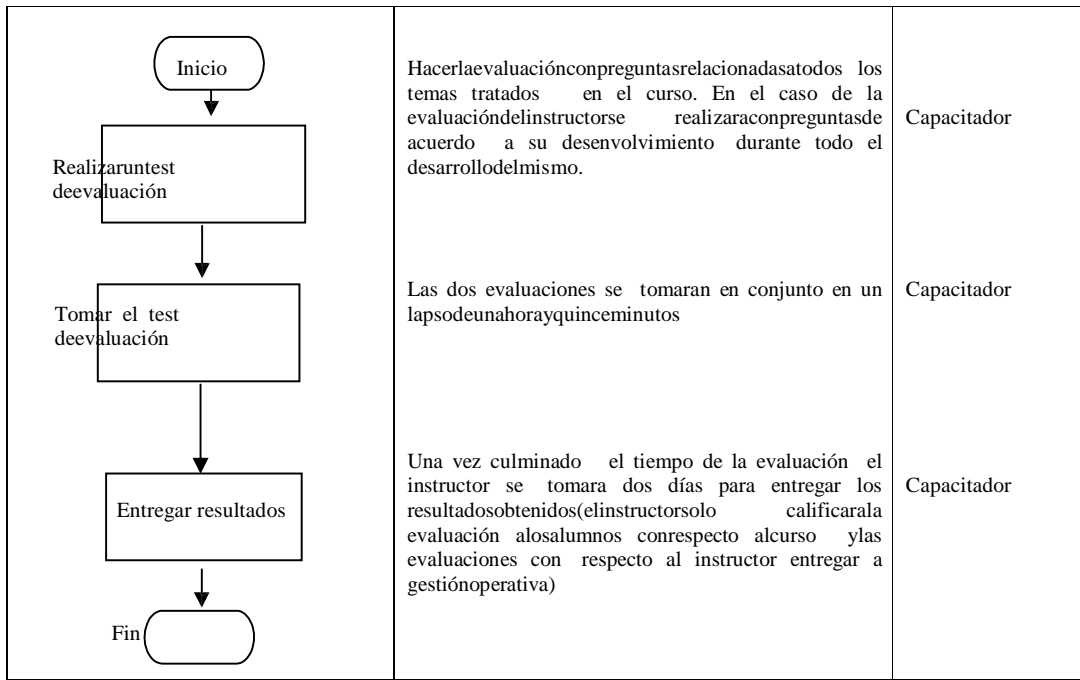 Inicio
Hacerlaevaluaciónconpreguntasrelacionadasatodos los
temas tratados en el curso. En el caso de la
evaluacióndelinstructorse realizaraconpreguntasde
acuerdo a su desenvolvimiento durante todo el
desarrollodelmismo.
Capacitador
Realizaruntest
deevaluación
Tomar el test
deevaluación
Las dos evaluaciones se tomaran en conjunto en un
lapsodeunahorayquinceminutos
Capacitador
Entregar resultados
Una vez culminado el tiempo de la evaluación el
instructor se tomara dos días para entregar los
resultadosobtenidos(elinstructorsolo calificarala
evaluación alosalumnos conrespecto alcurso ylas
evaluaciones con respecto al instructor entregar a
gestiónoperativa)
Capacitador
Fin